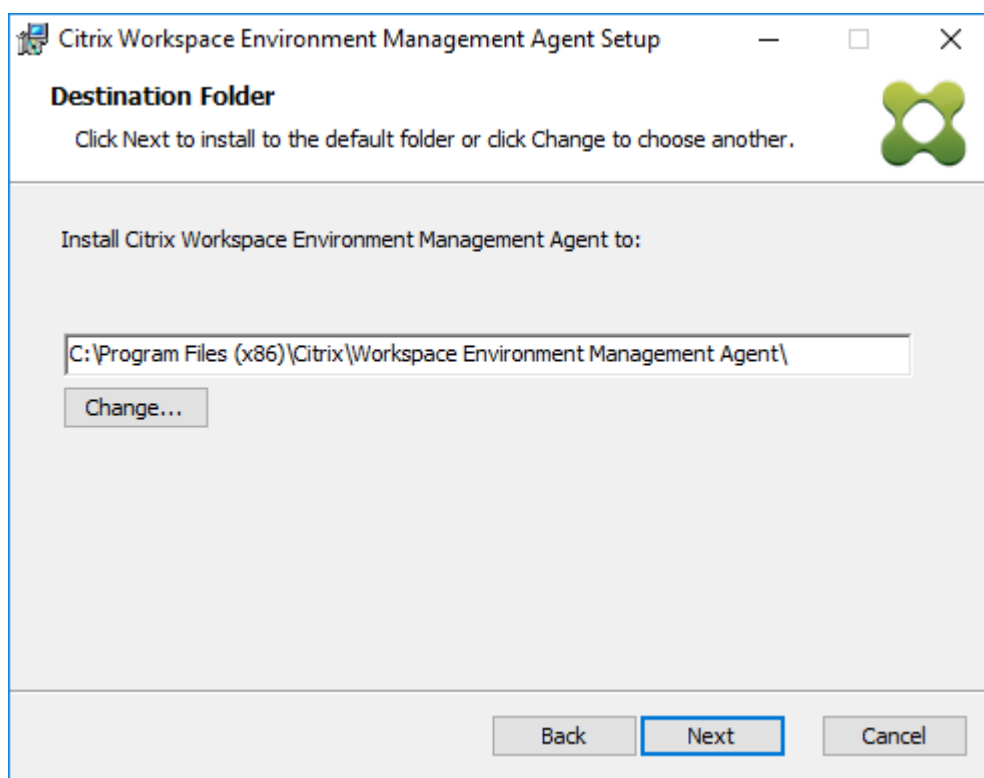 Citrix Workspace Environment Management Agent Setup
Destination Folder
Click Next to install to the default folder or click Change to choose another.
Install Citrix Workspace Environment Management Agent to:
C:\Program Files (x86)\Citrix\Workspace Environment Management Agent\
Change...
Back Next Cancel